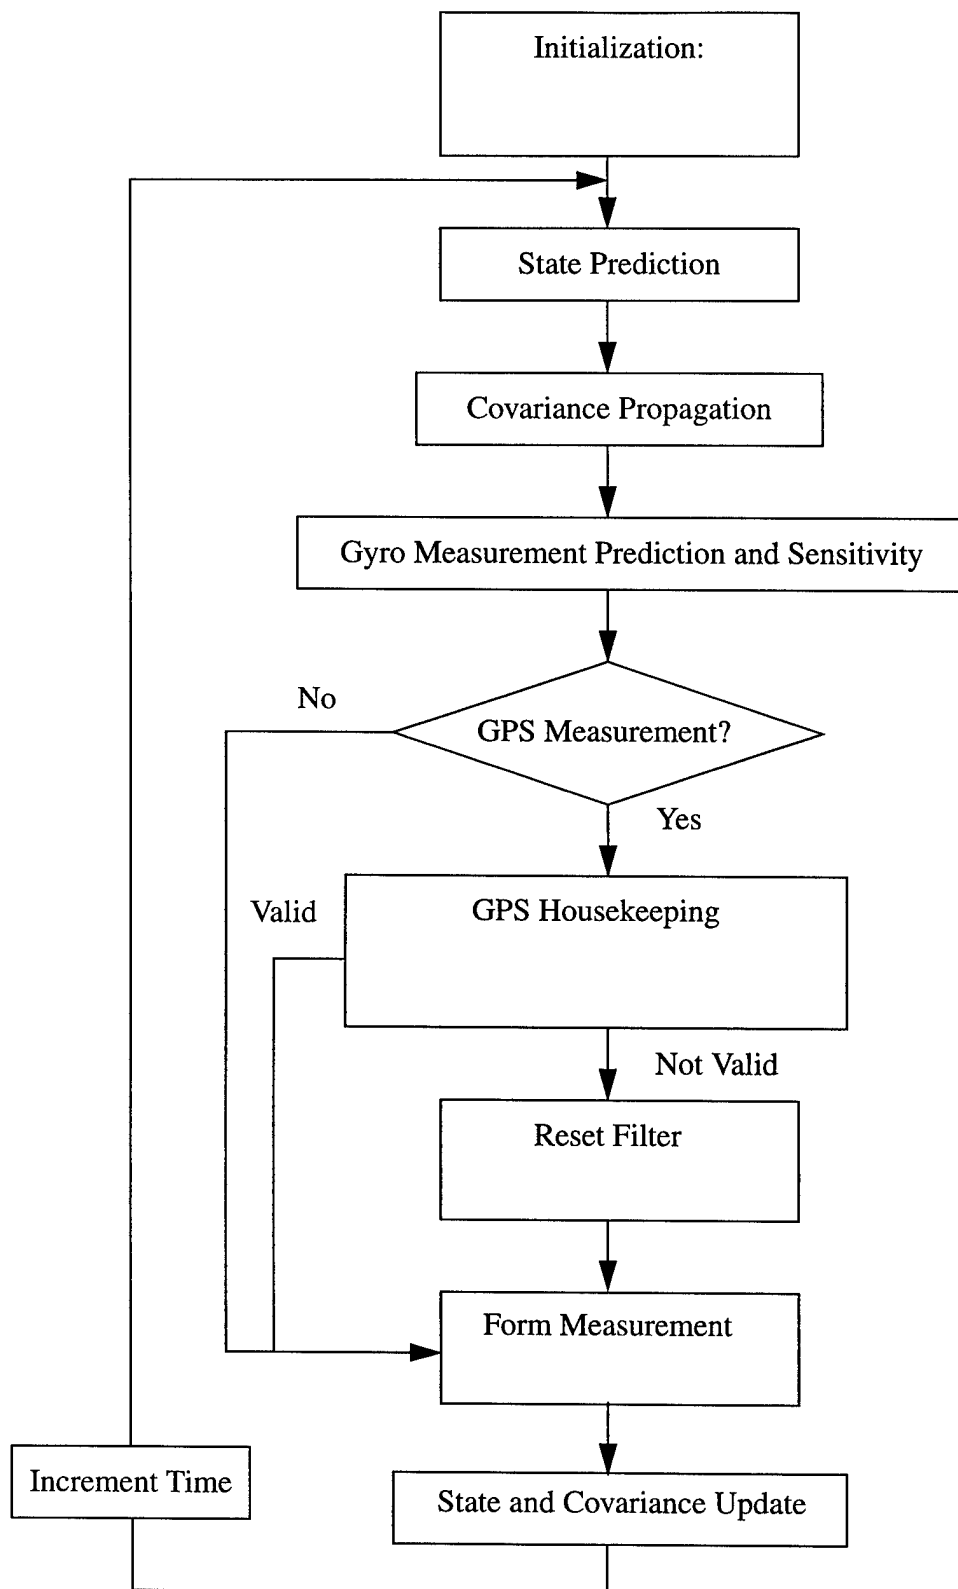 Initialization:
State Prediction
Covariance Propagation
Gyro Measurement Prediction and Sensitivity
No
GPS Measurement?
Yes
Valid
GPS Housekeeping
Not Valid
Reset Filter
Form Measurement
Increment Time
State and Covariance Update